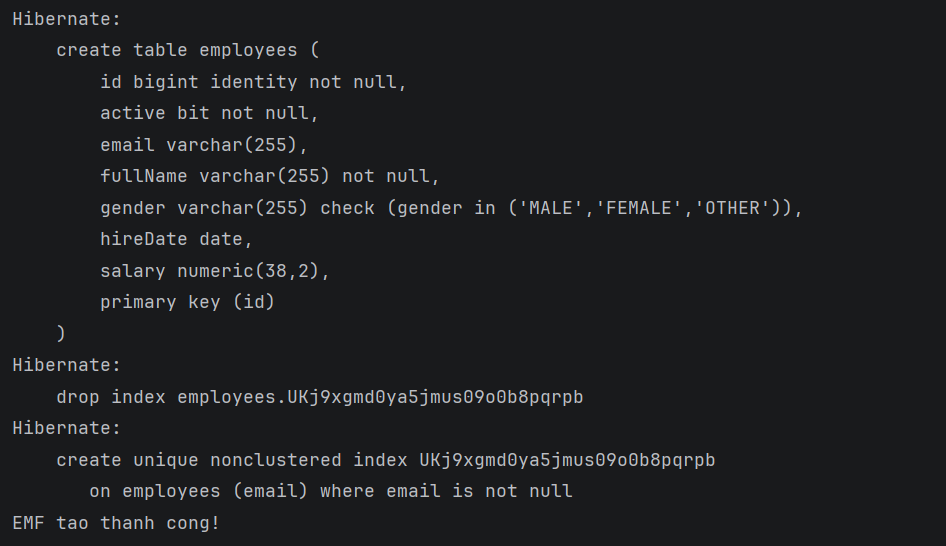 Hibernate:
    create table employees (
        id bigint identity not null,
        active bit not null,
        email varchar(255),
        fullName varchar(255) not null,
        gender varchar(255) check (gender in ('MALE','FEMALE','OTHER')),
        hireDate date,
        salary numeric(38,2),
        primary key (id)
    )
Hibernate:
    drop index employees.UKj9xgmd0ya5jmus09o0b8pqrpb
Hibernate:
    create unique nonclustered index UKj9xgmd0ya5jmus09o0b8pqrpb
       on employees (email) where email is not null
EMF tao thanh cong!